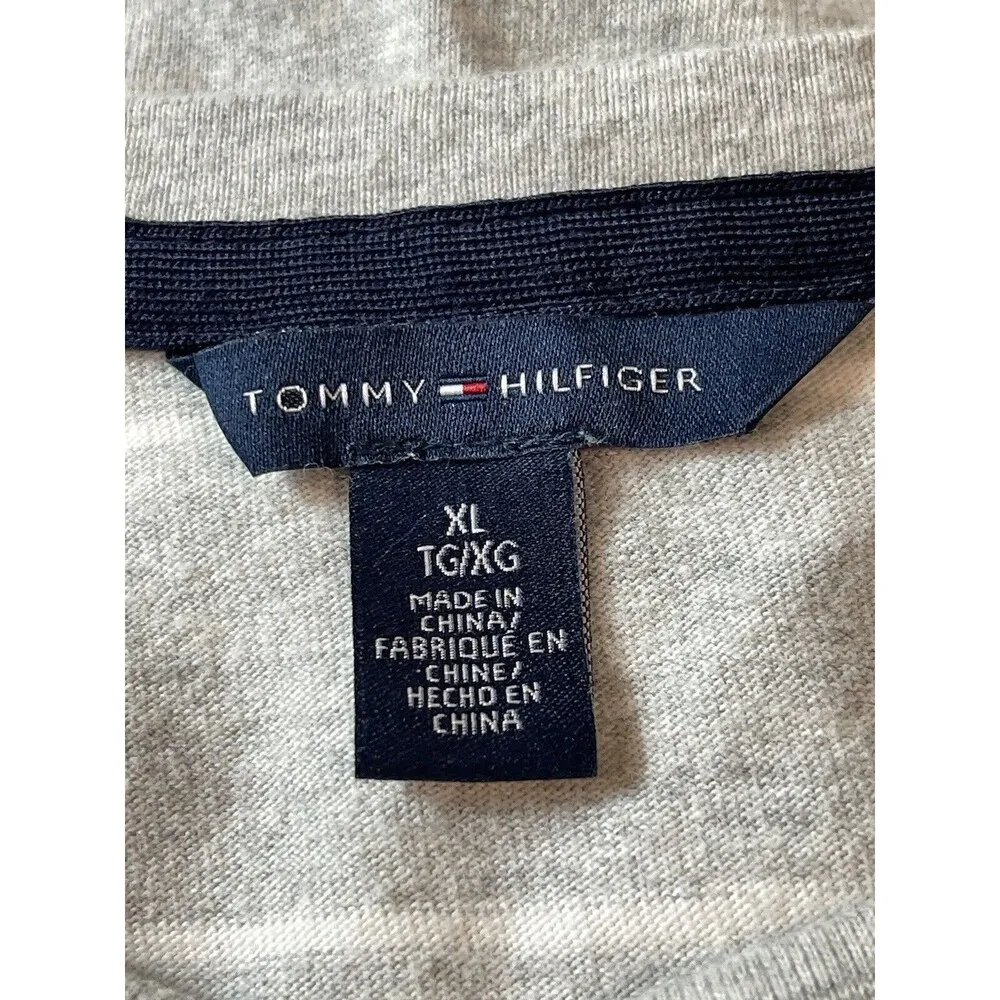 TOMMY HILFIGER
XL
TG/XG
MADE IN
CHINA/
FABRIQUÉ EN
CHINE/
HECHO EN
CHINA